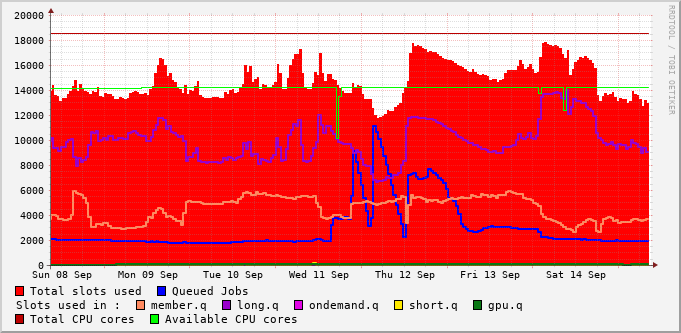 20000
18000
16000
14000
12000
10000
8000
6000
4000
2000
0
Sun 08 Sep Mon 09 Sep Tue 10 Sep Wed 11 Sep Thu 12 Sep Fri 13 Sep Sat 14 Sep
Total slots used Queued Jobs
Slots used in : member.q long.q ondemand.q short.q gpu.q
Total CPU cores Available CPU cores
RRDTOOL / TOBI OETIKER